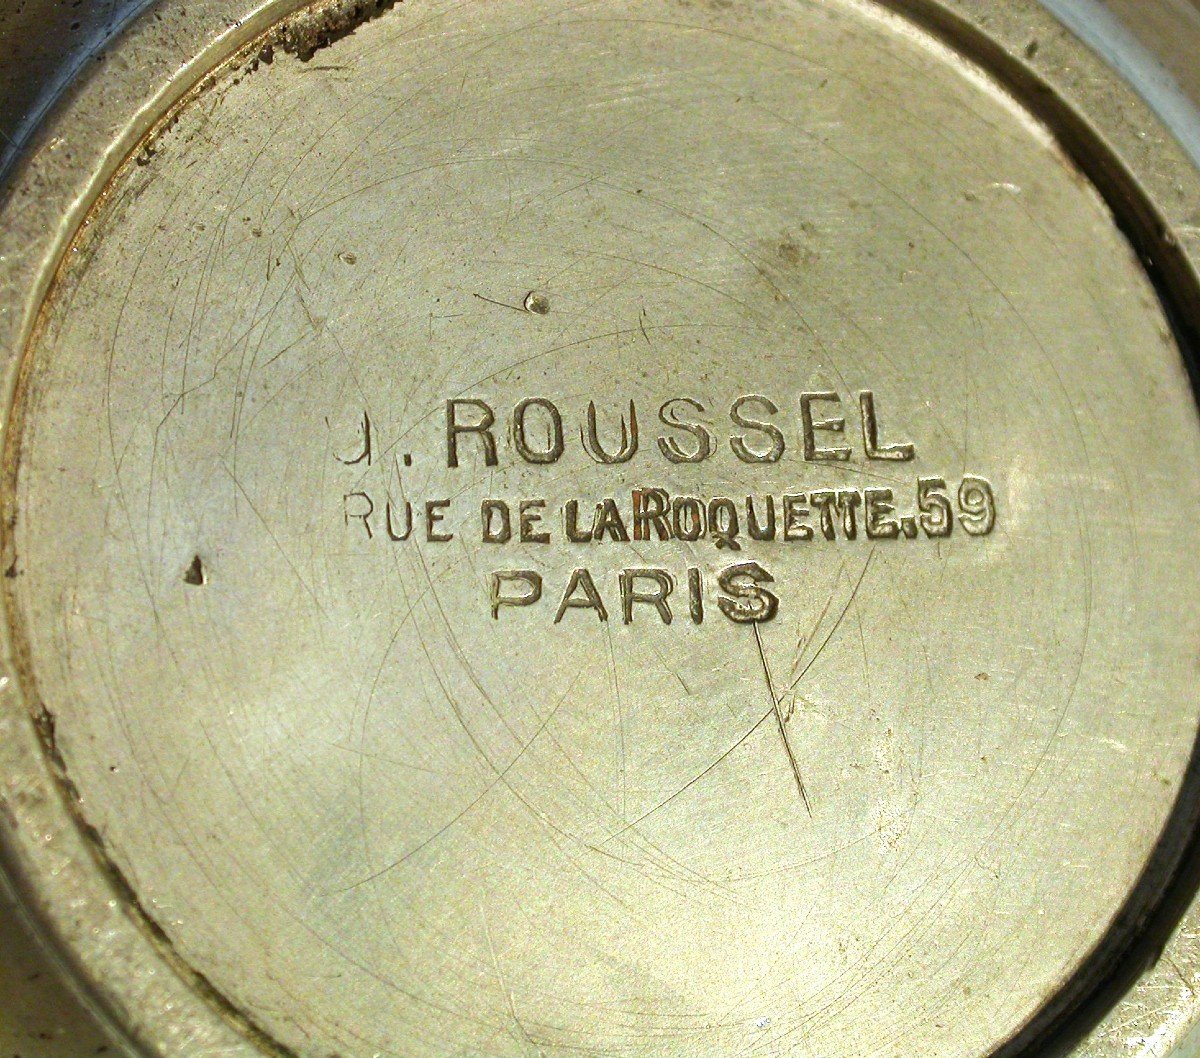 J. ROUSSEL
RUE DE LA ROQUETTE. 59
PARIS